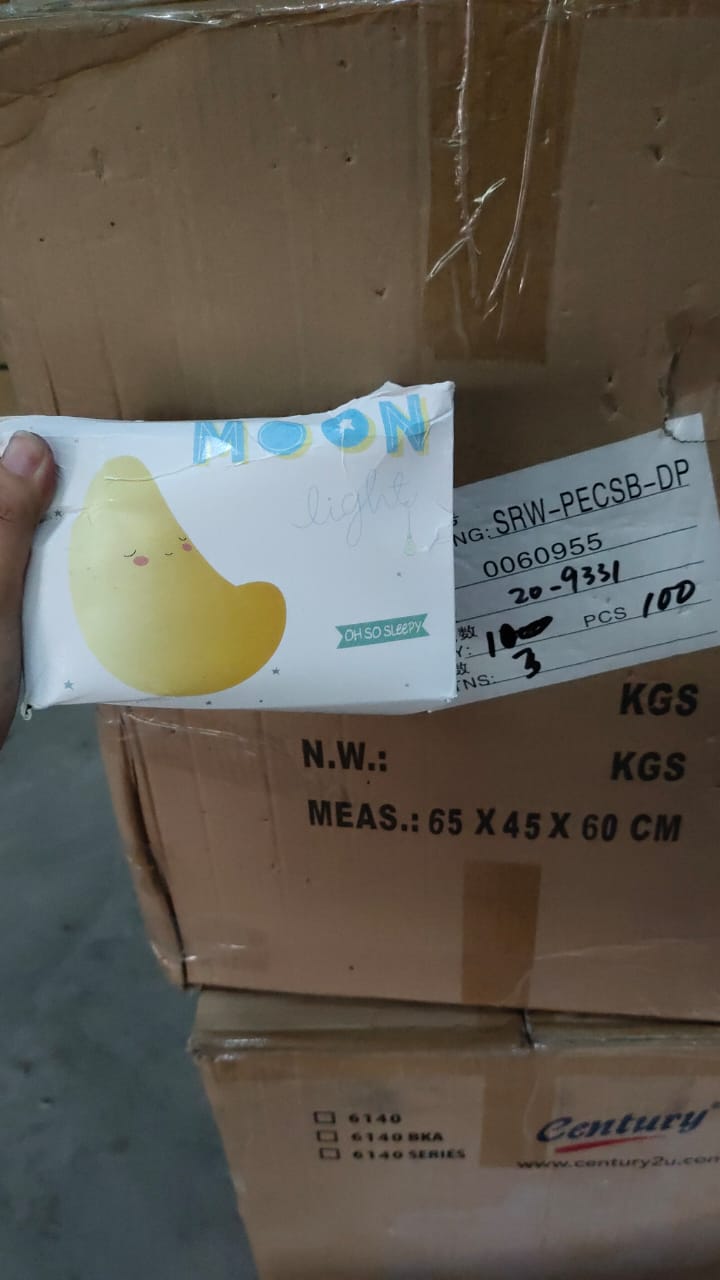 MOON
light
OH SO SLEEPY
NG: SRW-PECSB-DP
0060955
20-9331
数
Y: PCS 100
数
TNS: 3
KGS
N.W.: KGS
MEAS.: 65 X 45 X 60 CM
6140
6140 BKA
6140 SERIES
Century
www.century2u.com